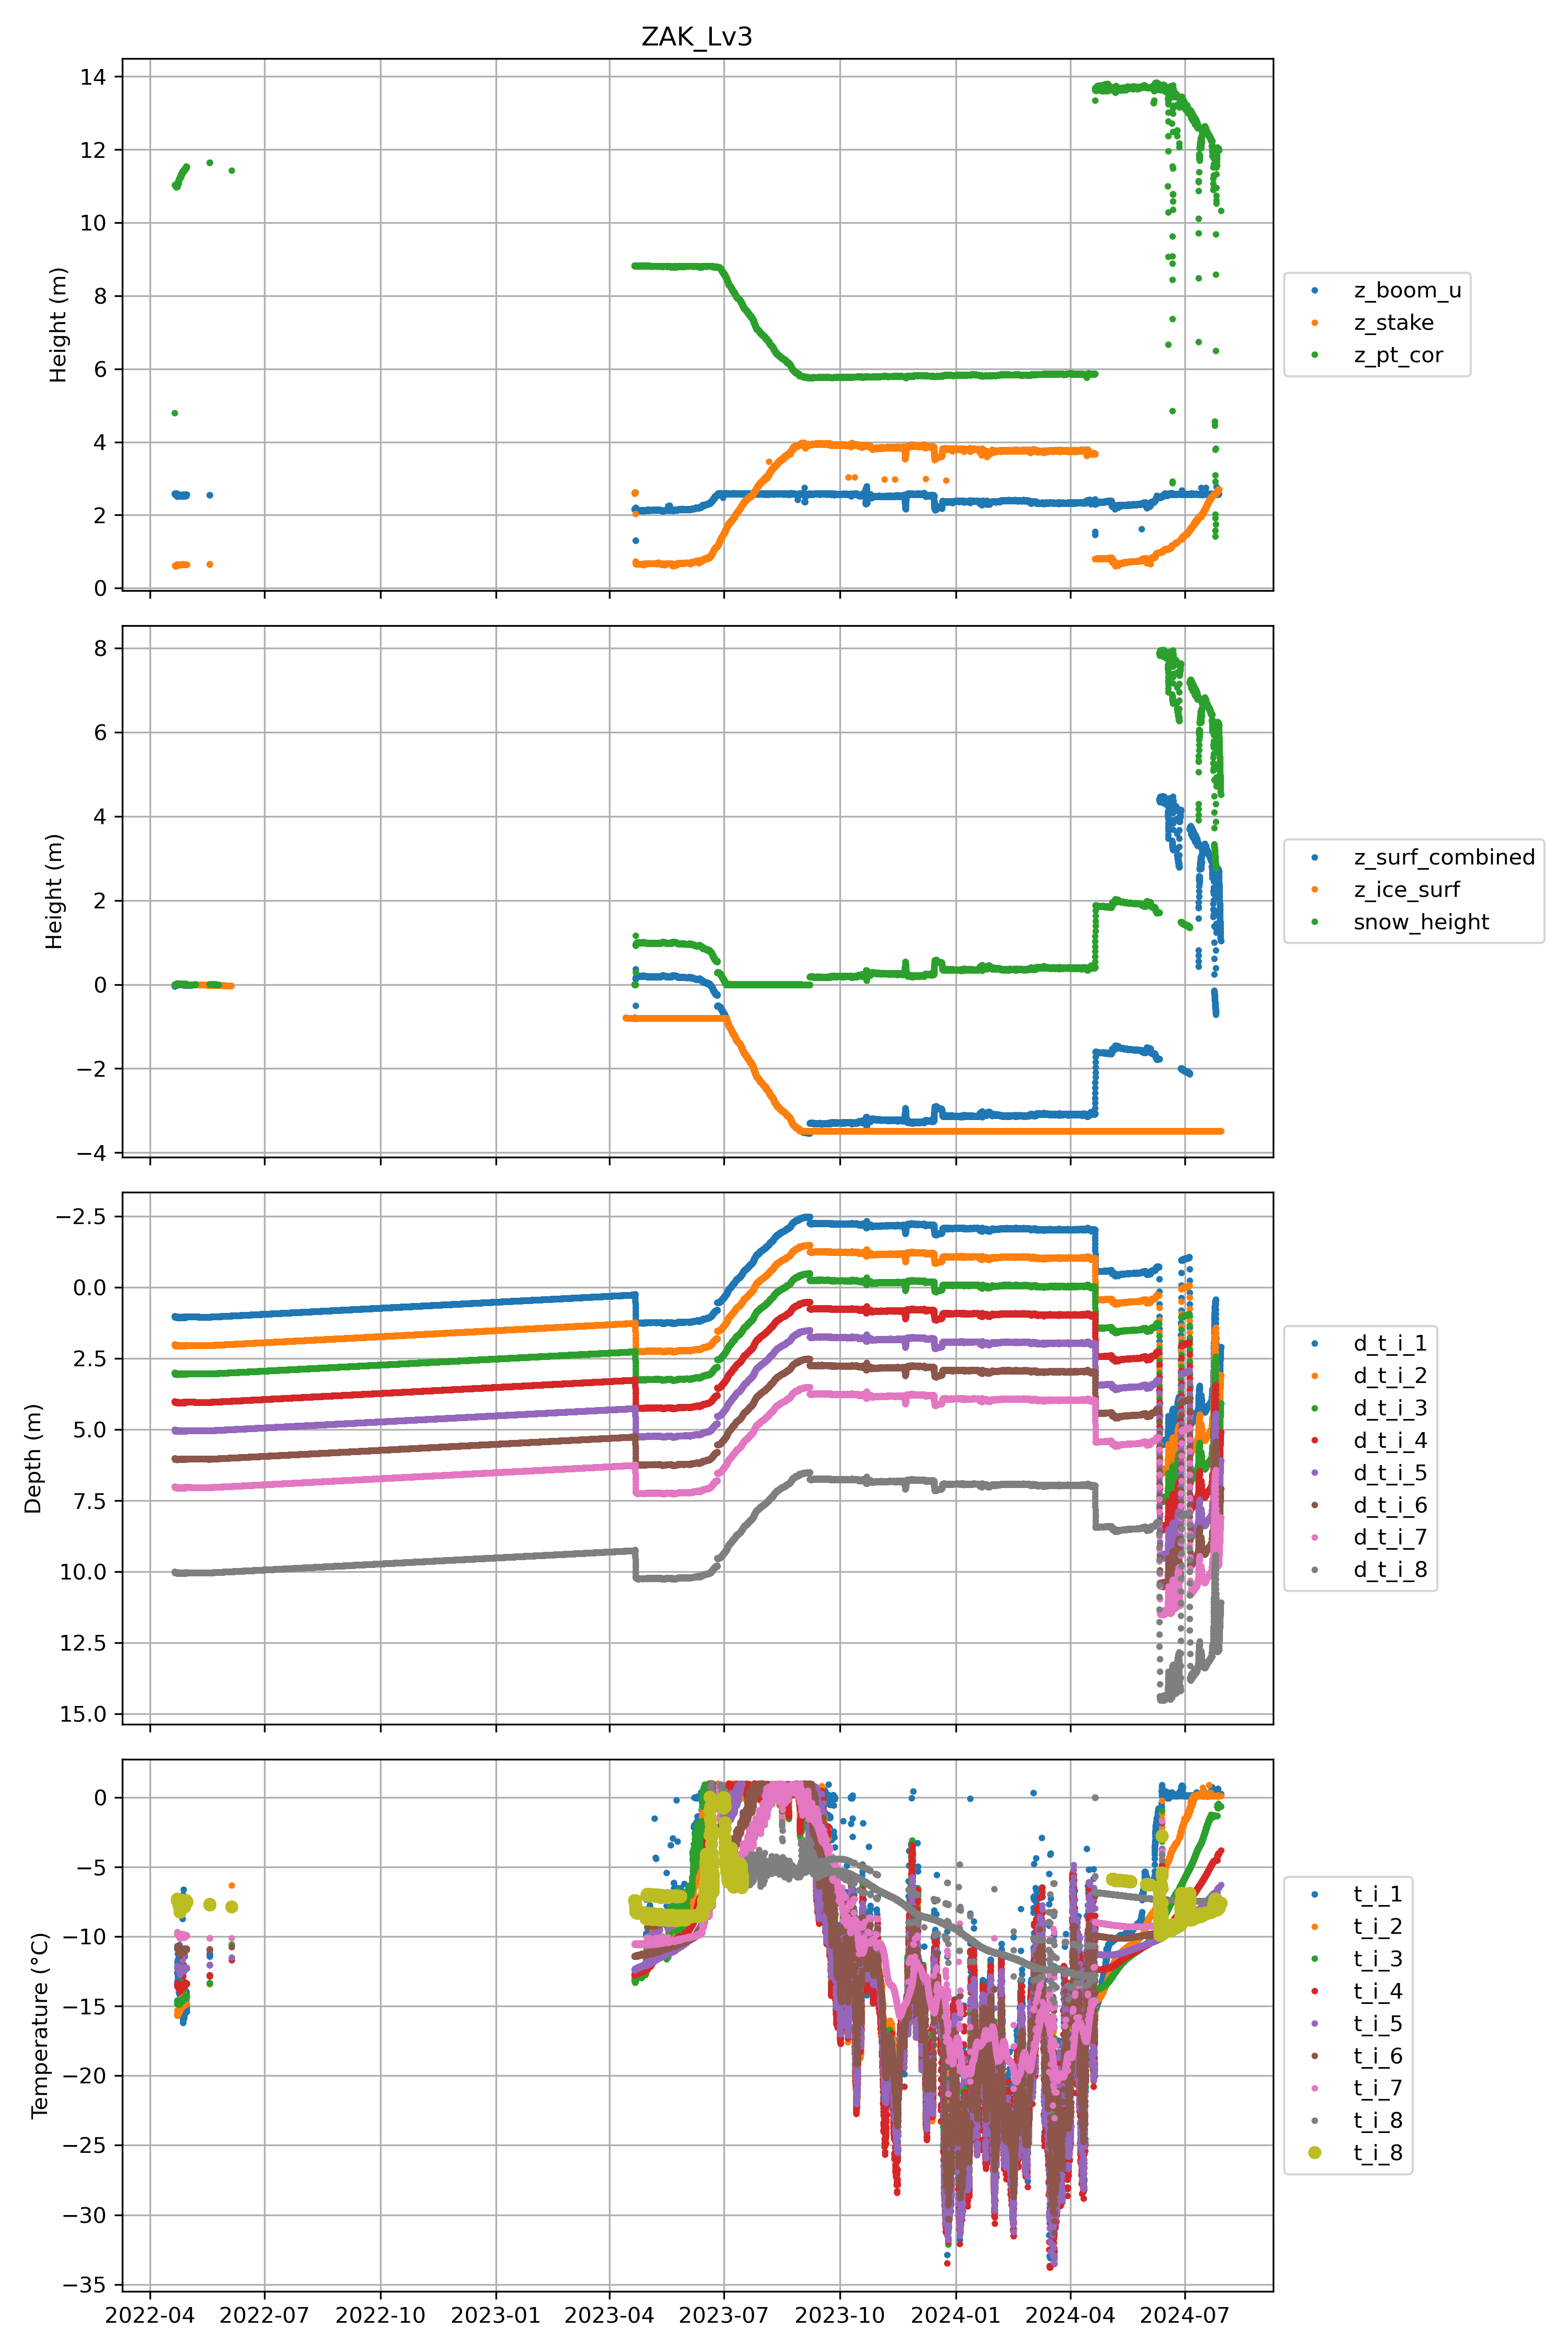 ZAK_Lv3
14
12
10
8
6
4
2
0
Height (m)
z_boom_u
z_stake
z_pt_cor
8
6
4
2
0
−2
−4
Height (m)
z_surf_combined
z_ice_surf
snow_height
−2.5
0.0
2.5
5.0
7.5
10.0
12.5
15.0
Depth (m)
d_t_i_1
d_t_i_2
d_t_i_3
d_t_i_4
d_t_i_5
d_t_i_6
d_t_i_7
d_t_i_8
0
−5
−10
−15
−20
−25
−30
−35
Temperature (°C)
t_i_1
t_i_2
t_i_3
t_i_4
t_i_5
t_i_6
t_i_7
t_i_8
t_i_8
2022-04 2022-07 2022-10 2023-01 2023-04 2023-07 2023-10 2024-01 2024-04 2024-07